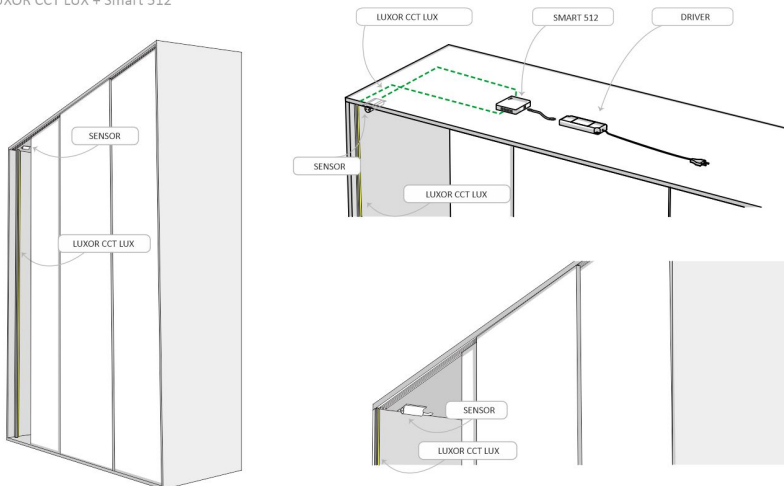 LUXOR CCT LUX + Smart 512
SENSOR
LUXOR CCT LUX
LUXOR CCT LUX
SMART 512
DRIVER
SENSOR
LUXOR CCT LUX
SENSOR
LUXOR CCT LUX